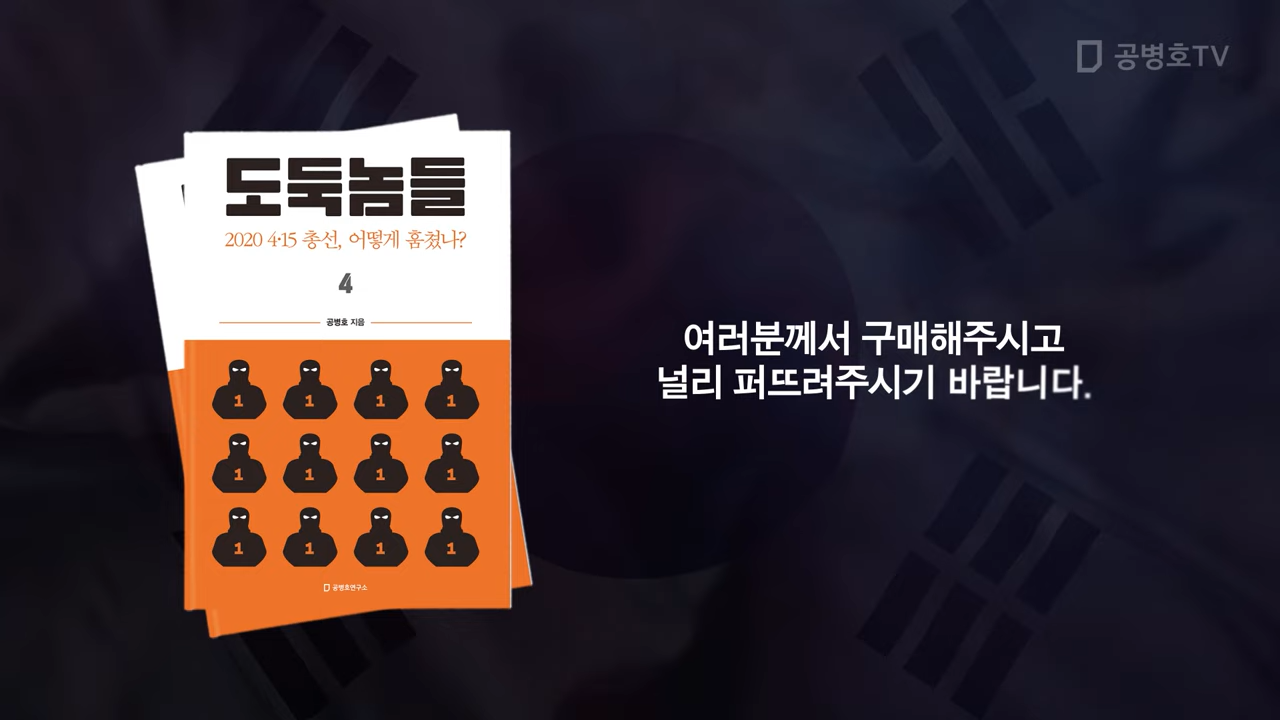 공병호TV
도둑놈들
2020 4·15 총선, 어떻게 훔쳤나?
4
공병호 지음
1 1 1 1
1 1 1 1
1 1 1 1
공병호연구소
여러분께서 구매해주시고
널리 퍼뜨려주시기 바랍니다.